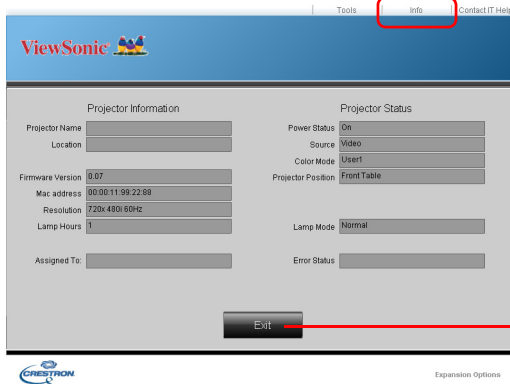 Tools Info Contact IT Help
ViewSonic
Projector Information
Projector Name
Location
Firmware Version 0.07
Mac address 00:00:11:99:22:88
Resolution 720x 480i 60Hz
Lamp Hours 1
Assigned To:
Projector Status
Power Status On
Source Video
Color Mode User1
Projector Position Front Table
Lamp Mode Normal
Error Status
Exit
CRESTRON
Expansion Options